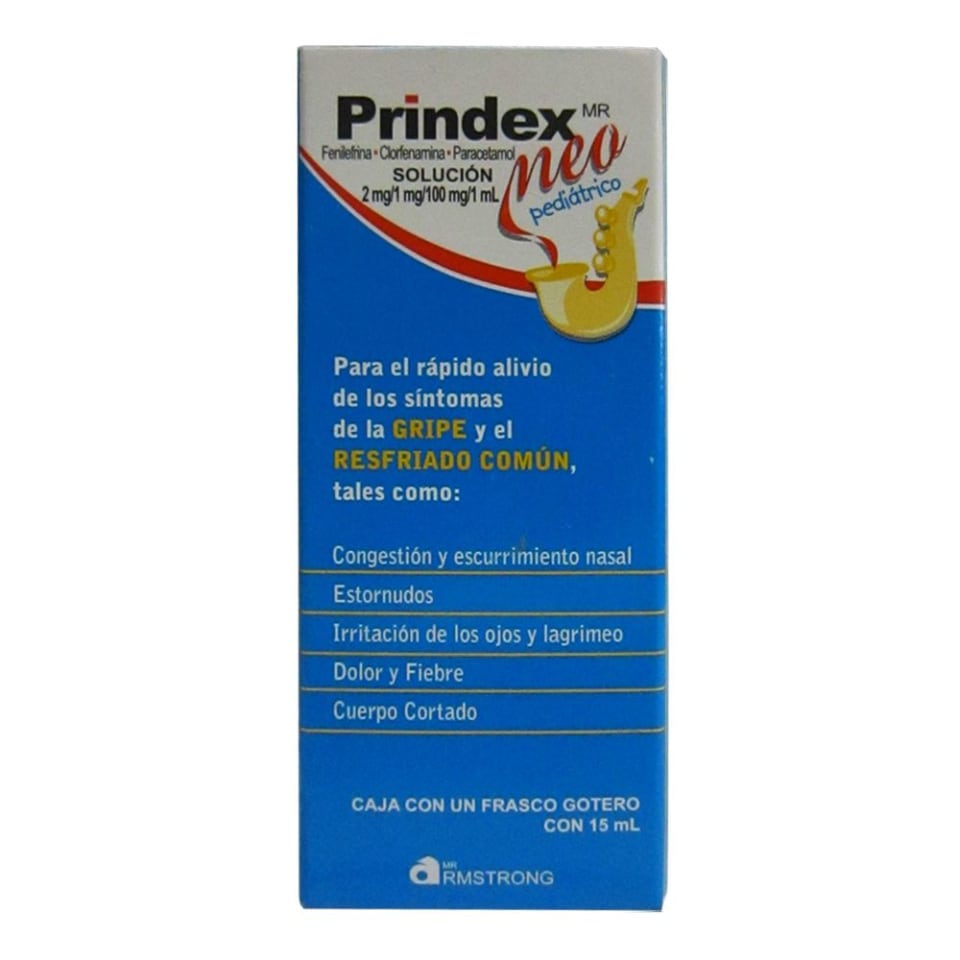 Prindex MR
neo
Fenilefrina • Clorfenamina • Paracetamol
SOLUCIÓN
2 mg/1 mg/100 mg/1 mL
pediátrico
Para el rápido alivio
de los síntomas
de la GRIPE y el
RESFRIADO COMÚN,
tales como:
Congestión y escurrimiento nasal
Estornudos
Irritación de los ojos y lagrimeo
Dolor y Fiebre
Cuerpo Cortado
CAJA CON UN FRASCO GOTERO
CON 15 mL
MR
aRMSTRONG